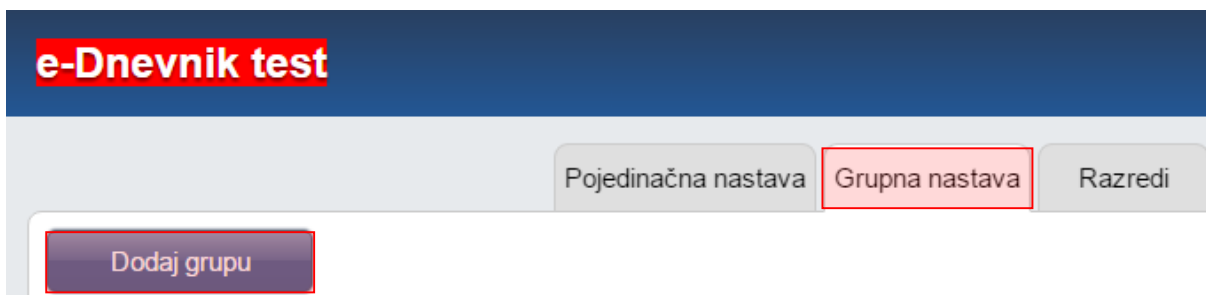 e-Dnevnik test
Pojedinačna nastava Grupna nastava Razredi
Dodaj grupu